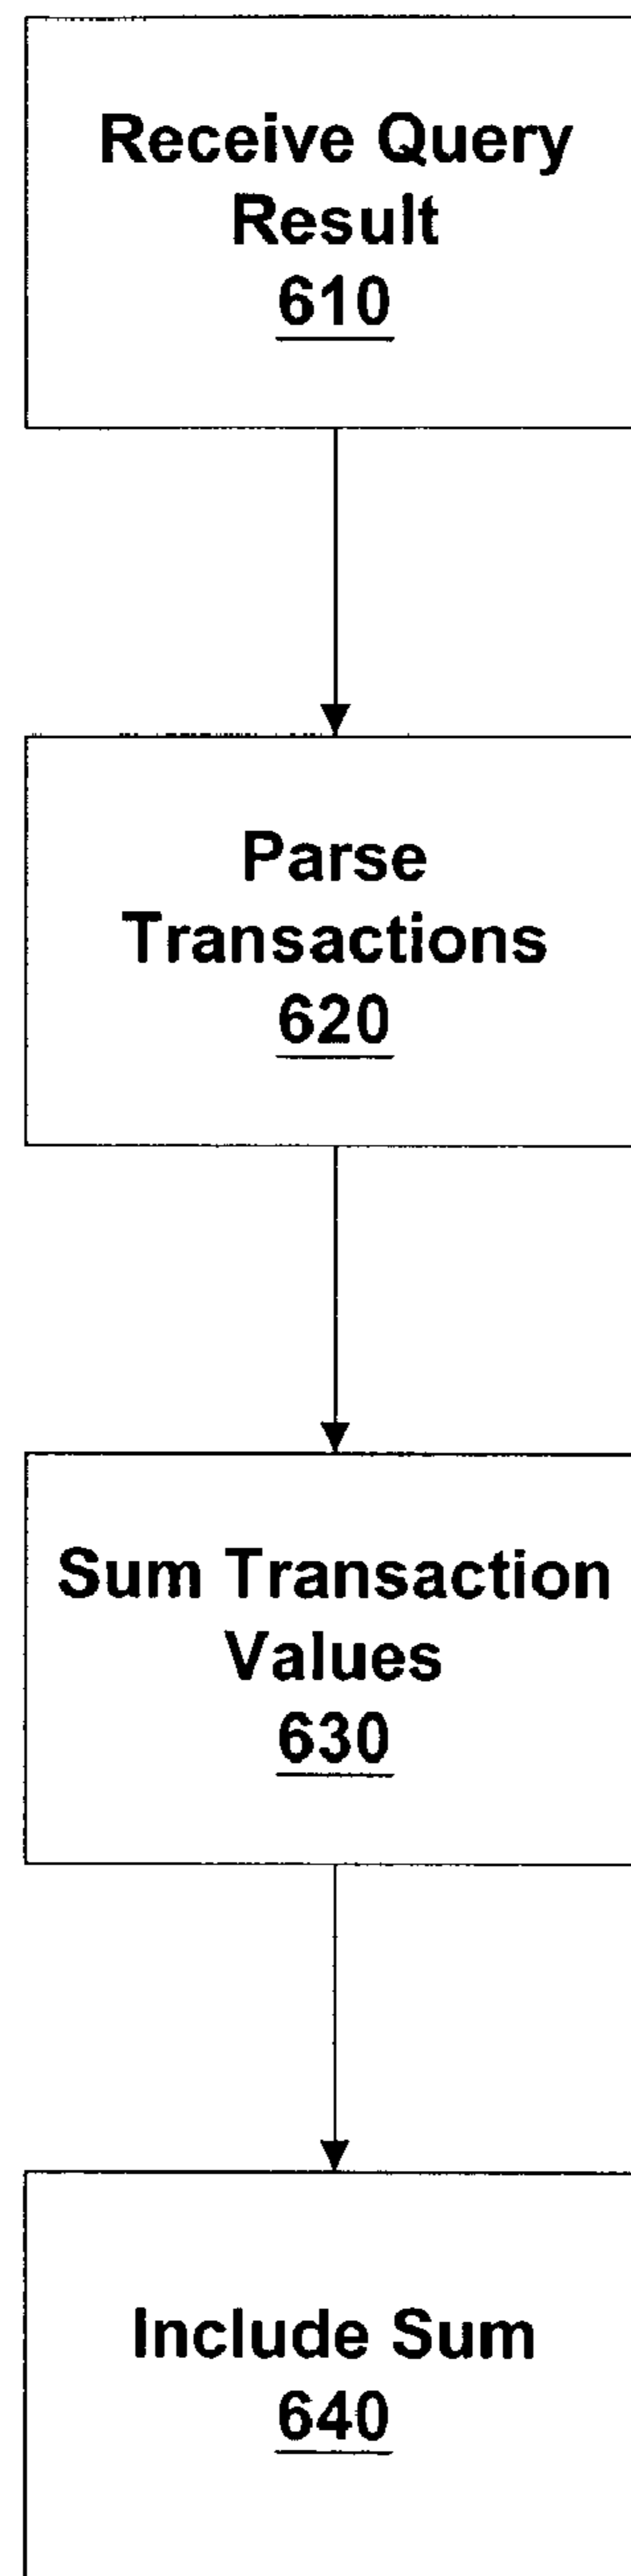 Receive Query
Result
610
Parse
Transactions
620
Sum Transaction
Values
630
Include Sum
640